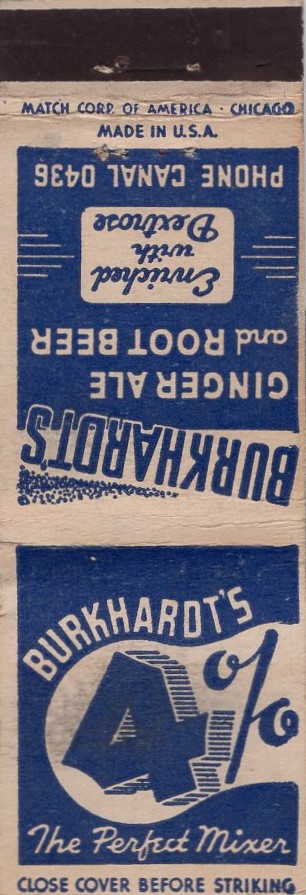 MATCH CORP. OF AMERICA · CHICAGO
MADE IN U.S.A.
BURKHARDT'S
GINGER ALE
and ROOT BEER
Enriched
with
Dextrose
PHONE CANAL 0436
BURKHARDT'S
4%
The Perfect Mixer
CLOSE COVER BEFORE STRIKING